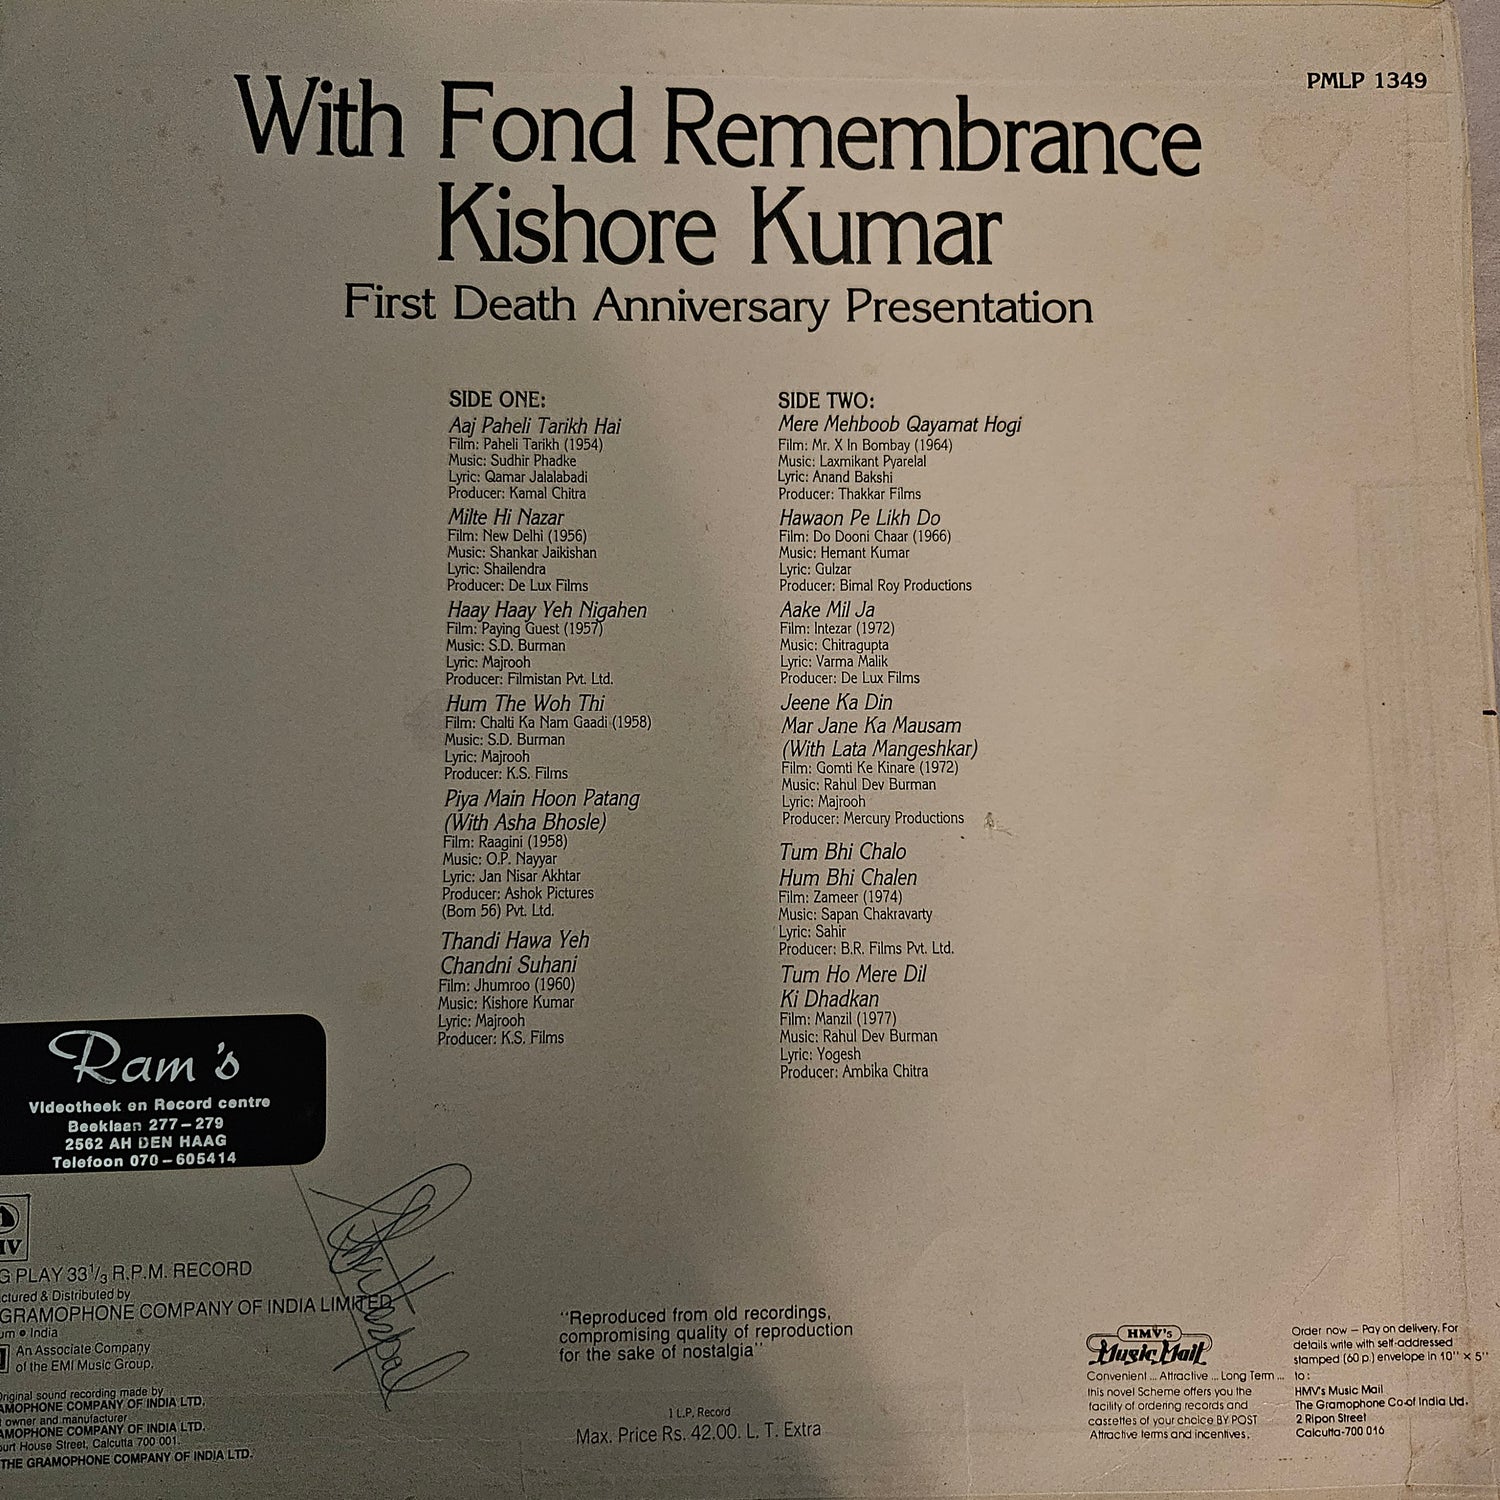 PMLP 1349
With Fond Remembrance
Kishore Kumar
First Death Anniversary Presentation
SIDE ONE:
Aaj Paheli Tarikh Hai
Film: Paheli Tarikh (1954)
Music: Sudhir Phadke
Lyric: Qamar Jalalabadi
Producer: Kamal Chitra
Milte Hi Nazar
Film: New Delhi (1956)
Music: Shankar Jaikishan
Lyric: Shailendra
Producer: De Lux Films
Haay Haay Yeh Nigahen
Film: Paying Guest (1957)
Music: S.D. Burman
Lyric: Majrooh
Producer: Filmistan Pvt. Ltd.
Hum The Woh Thi
Film: Chalti Ka Nam Gaadi (1958)
Music: S.D. Burman
Lyric: Majrooh
Producer: K.S. Films
Piya Main Hoon Patang
(With Asha Bhosle)
Film: Raagini (1958)
Music: O.P. Nayyar
Lyric: Jan Nisar Akhtar
Producer: Ashok Pictures
(Bom 56) Pvt. Ltd.
Thandi Hawa Yeh
Chandni Suhani
Film: Jhumroo (1960)
Music: Kishore Kumar
Lyric: Majrooh
Producer: K.S. Films
SIDE TWO:
Mere Mehboob Qayamat Hogi
Film: Mr. X In Bombay (1964)
Music: Laxmikant Pyarelal
Lyric: Anand Bakshi
Producer: Thakkar Films
Hawaon Pe Likh Do
Film: Do Dooni Chaar (1966)
Music: Hemant Kumar
Lyric: Gulzar
Producer: Bimal Roy Productions
Aake Mil Ja
Film: Intezar (1972)
Music: Chitragupta
Lyric: Varma Malik
Producer: De Lux Films
Jeene Ka Din
Mar Jane Ka Mausam
(With Lata Mangeshkar)
Film: Gomti Ke Kinare (1972)
Music: Rahul Dev Burman
Lyric: Majrooh
Producer: Mercury Productions
Tum Bhi Chalo
Hum Bhi Chalen
Film: Zameer (1974)
Music: Sapan Chakravarty
Lyric: Sahir
Producer: B.R. Films Pvt. Ltd.
Tum Ho Mere Dil
Ki Dhadkan
Film: Manzil (1977)
Music: Rahul Dev Burman
Lyric: Yogesh
Producer: Ambika Chitra
Ram's
Videotheek en Record centre
Beeklaan 277-279
2562 AH DEN HAAG
Telefoon 070-605414
G PLAY 33 1/3 R.P.M. RECORD
ctured & Distributed by
GRAMOPHONE COMPANY OF INDIA LIMITED
um • India
An Associate Company
of the EMI Music Group.
Original sound recording made by
AMOPHONE COMPANY OF INDIA LTD.
t owner and manufacturer
AMOPHONE COMPANY OF INDIA LTD.
ourt House Street, Calcutta 700 001.
THE GRAMOPHONE COMPANY OF INDIA LTD.
"Reproduced from old recordings,
compromising quality of reproduction
for the sake of nostalgia"
1 L.P. Record
Max. Price Rs. 42.00. L. T. Extra
HMV's
Music Mail
Convenient ... Attractive ... Long Term ...
this novel Scheme offers you the
facility of ordering records and
cassettes of your choice BY POST
Attractive terms and incentives.
Order now — Pay on delivery. For
details write with self-addressed
stamped (60 p.) envelope in 10" × 5"
to:
HMV's Music Mail
The Gramophone Co of India Ltd.
2 Ripon Street
Calcutta-700 016